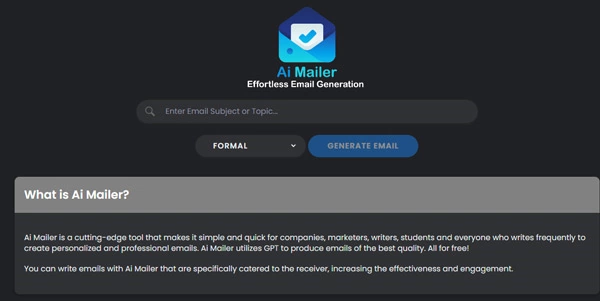 Ai Mailer
Effortless Email Generation
Enter Email Subject or Topic...
FORMAL
GENERATE EMAIL
What is Ai Mailer?
Ai Mailer is a cutting-edge tool that makes it simple and quick for companies, marketers, writers, students and everyone who writes frequently to
create personalized and professional emails. Ai Mailer utilizes GPT to produce emails of the best quality. All for free!
You can write emails with Ai Mailer that are specifically catered to the receiver, increasing the effectiveness and engagement.